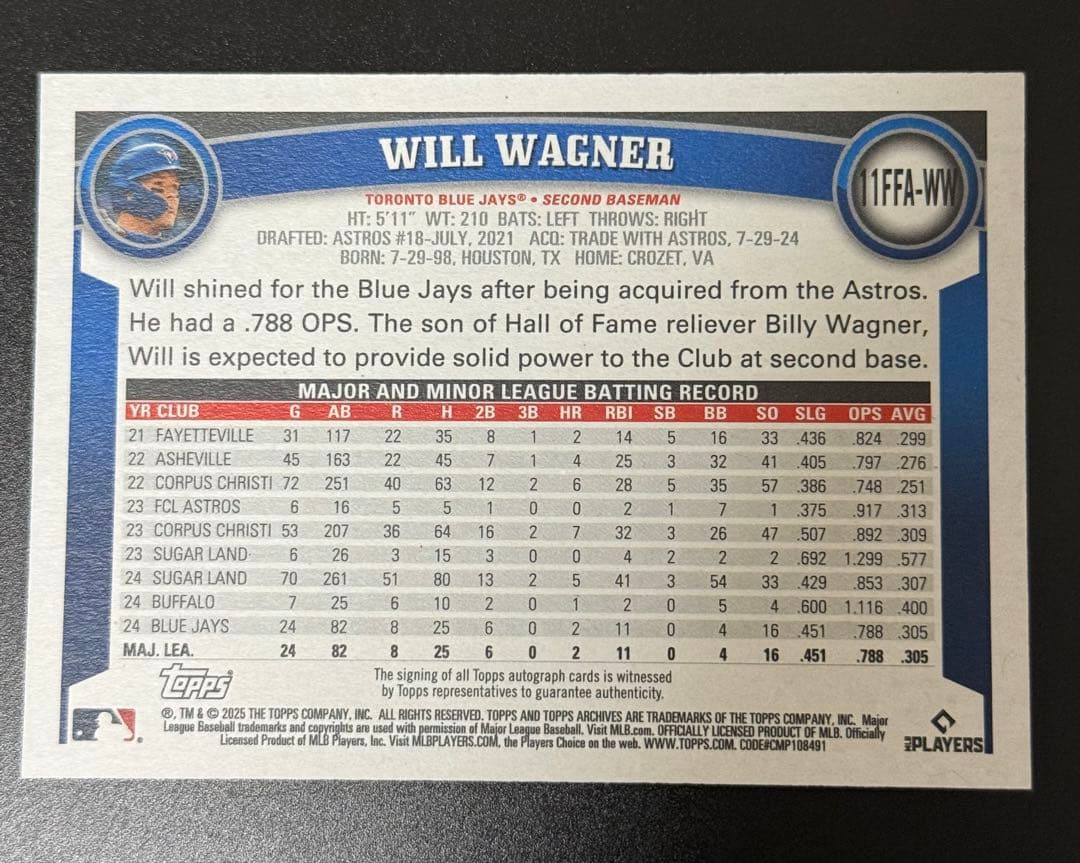 WILL WAGNER
11FFA-WW
TORONTO BLUE JAYS® • SECOND BASEMAN
HT: 5'11" WT: 210 BATS: LEFT THROWS: RIGHT
DRAFTED: ASTROS #18-JULY, 2021 ACQ: TRADE WITH ASTROS, 7-29-24
BORN: 7-29-98, HOUSTON, TX HOME: CROZET, VA
Will shined for the Blue Jays after being acquired from the Astros.
He had a .788 OPS. The son of Hall of Fame reliever Billy Wagner,
Will is expected to provide solid power to the Club at second base.
MAJOR AND MINOR LEAGUE BATTING RECORD
YR CLUB G AB R H 2B 3B HR RBI SB BB SO SLG OPS AVG
21 FAYETTEVILLE 31 117 22 35 8 1 2 14 5 16 33 .436 .824 .299
22 ASHEVILLE 45 163 22 45 7 1 4 25 3 32 41 .405 .797 .276
22 CORPUS CHRISTI 72 251 40 63 12 2 6 28 5 35 57 .386 .748 .251
23 FCL ASTROS 6 16 5 5 1 0 0 2 1 7 1 .375 .917 .313
23 CORPUS CHRISTI 53 207 36 64 16 2 7 32 3 26 47 .507 .892 .309
23 SUGAR LAND 6 26 3 15 3 0 0 4 2 2 2 .692 1.299 .577
24 SUGAR LAND 70 261 51 80 13 2 5 41 3 54 33 .429 .853 .307
24 BUFFALO 7 25 6 10 2 0 1 2 0 5 4 .600 1.116 .400
24 BLUE JAYS 24 82 8 25 6 0 2 11 0 4 16 .451 .788 .305
MAJ. LEA. 24 82 8 25 6 0 2 11 0 4 16 .451 .788 .305
TOPPS
The signing of all Topps autograph cards is witnessed
by Topps representatives to guarantee authenticity.
®, TM & © 2025 THE TOPPS COMPANY, INC. ALL RIGHTS RESERVED. TOPPS AND TOPPS ARCHIVES ARE TRADEMARKS OF THE TOPPS COMPANY, INC. Major
League Baseball trademarks and copyrights are used with permission of Major League Baseball. Visit MLB.com. OFFICIALLY LICENSED PRODUCT OF MLB. Officially
Licensed Product of MLB Players, Inc. Visit MLBPLAYERS.COM, the Players Choice on the web. WWW.TOPPS.COM. CODE#CMP108491
MLB PLAYERS